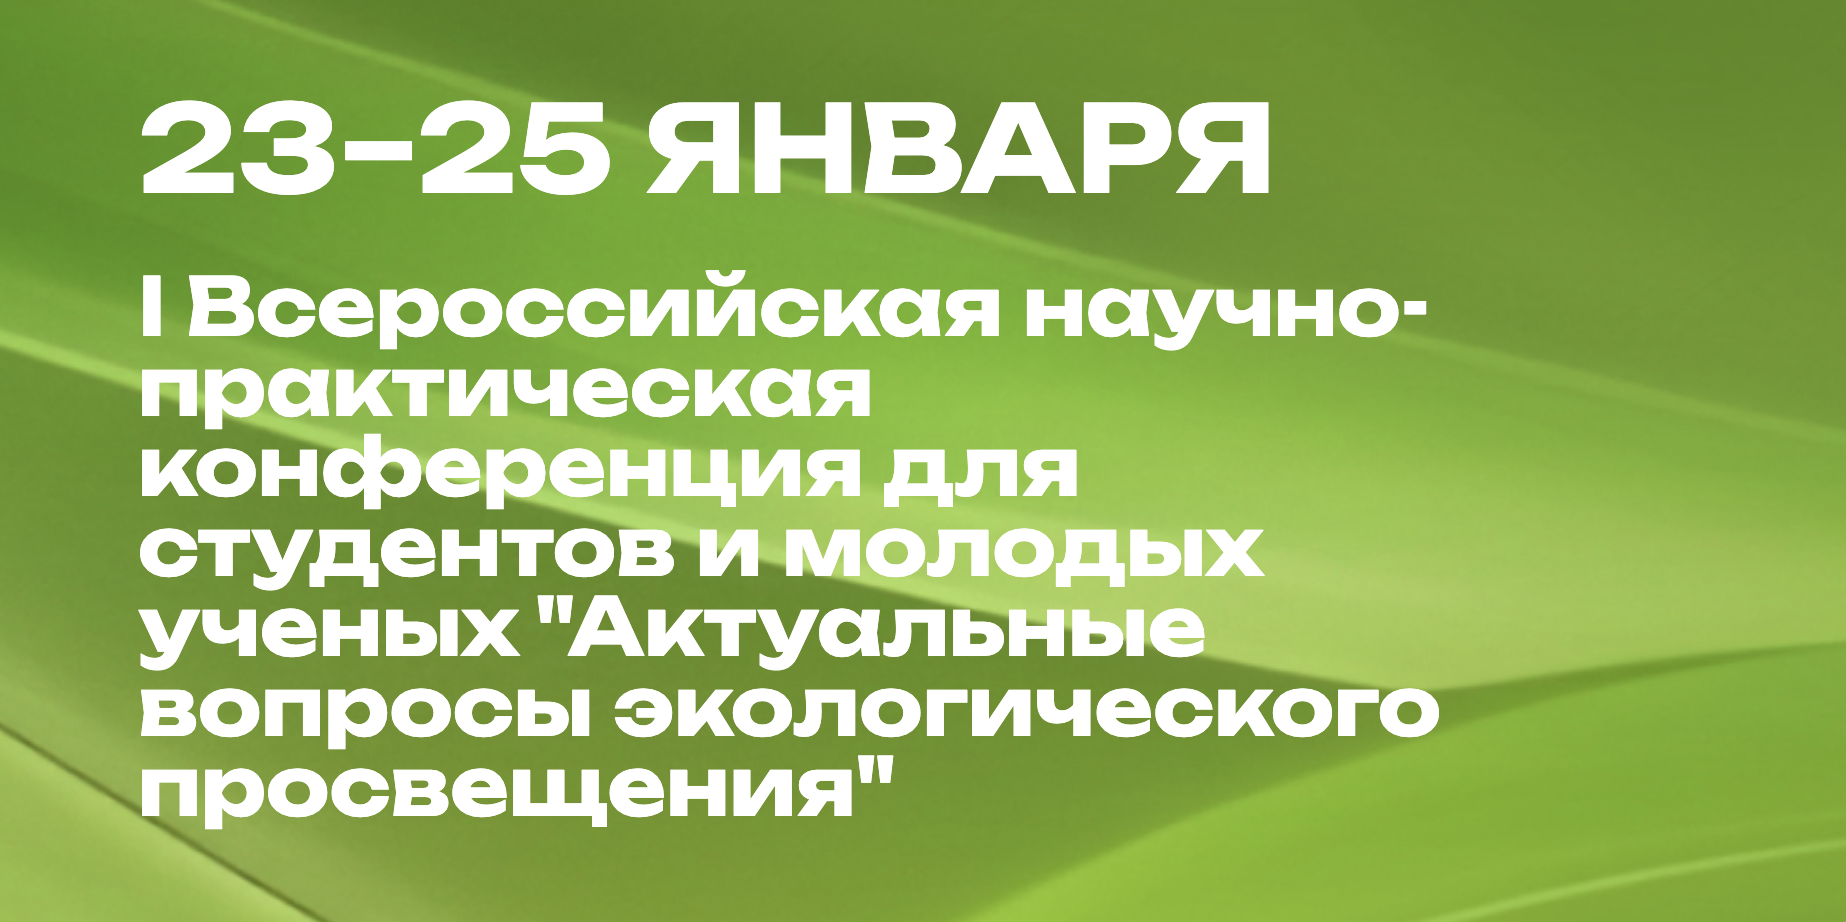 23–25 ЯНВАРЯ
I Всероссийская научно-
практическая
конференция для
студентов и молодых
ученых "Актуальные
вопросы экологического
просвещения"